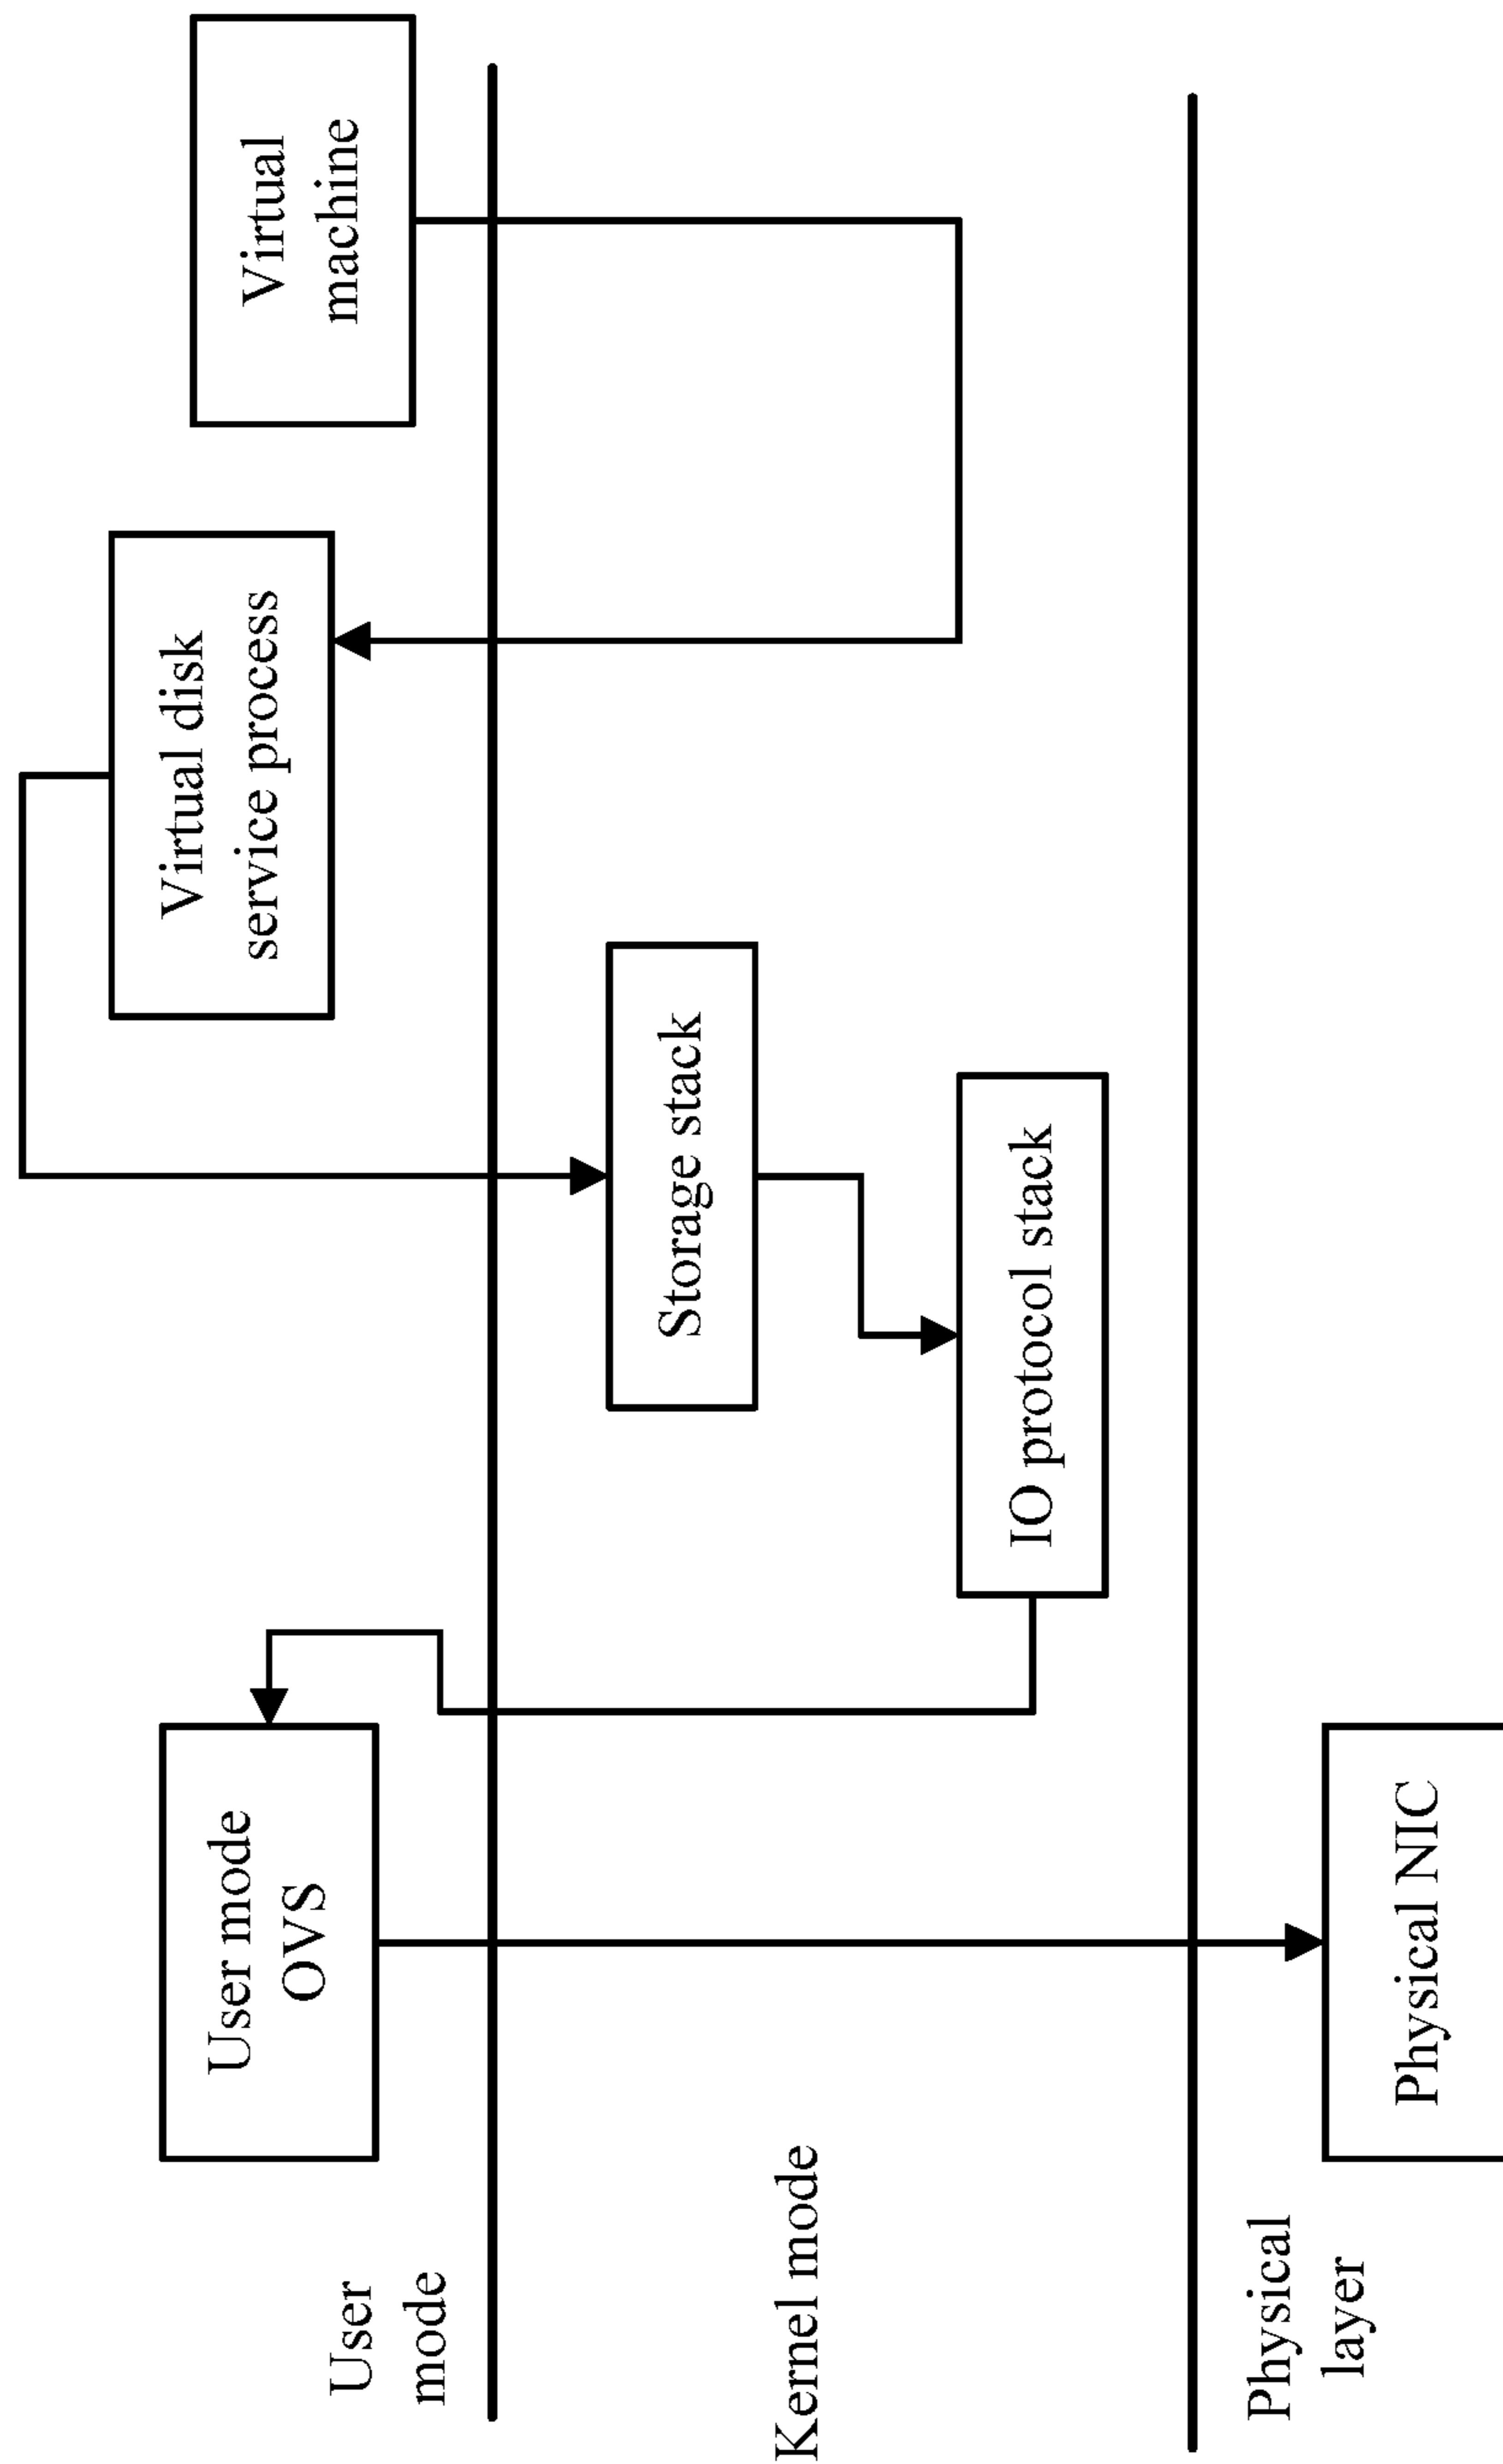 User
mode
User mode
OVS
Virtual disk
service process
Virtual
machine
Kernel mode
Storage stack
IO protocol stack
Physical
layer
Physical NIC